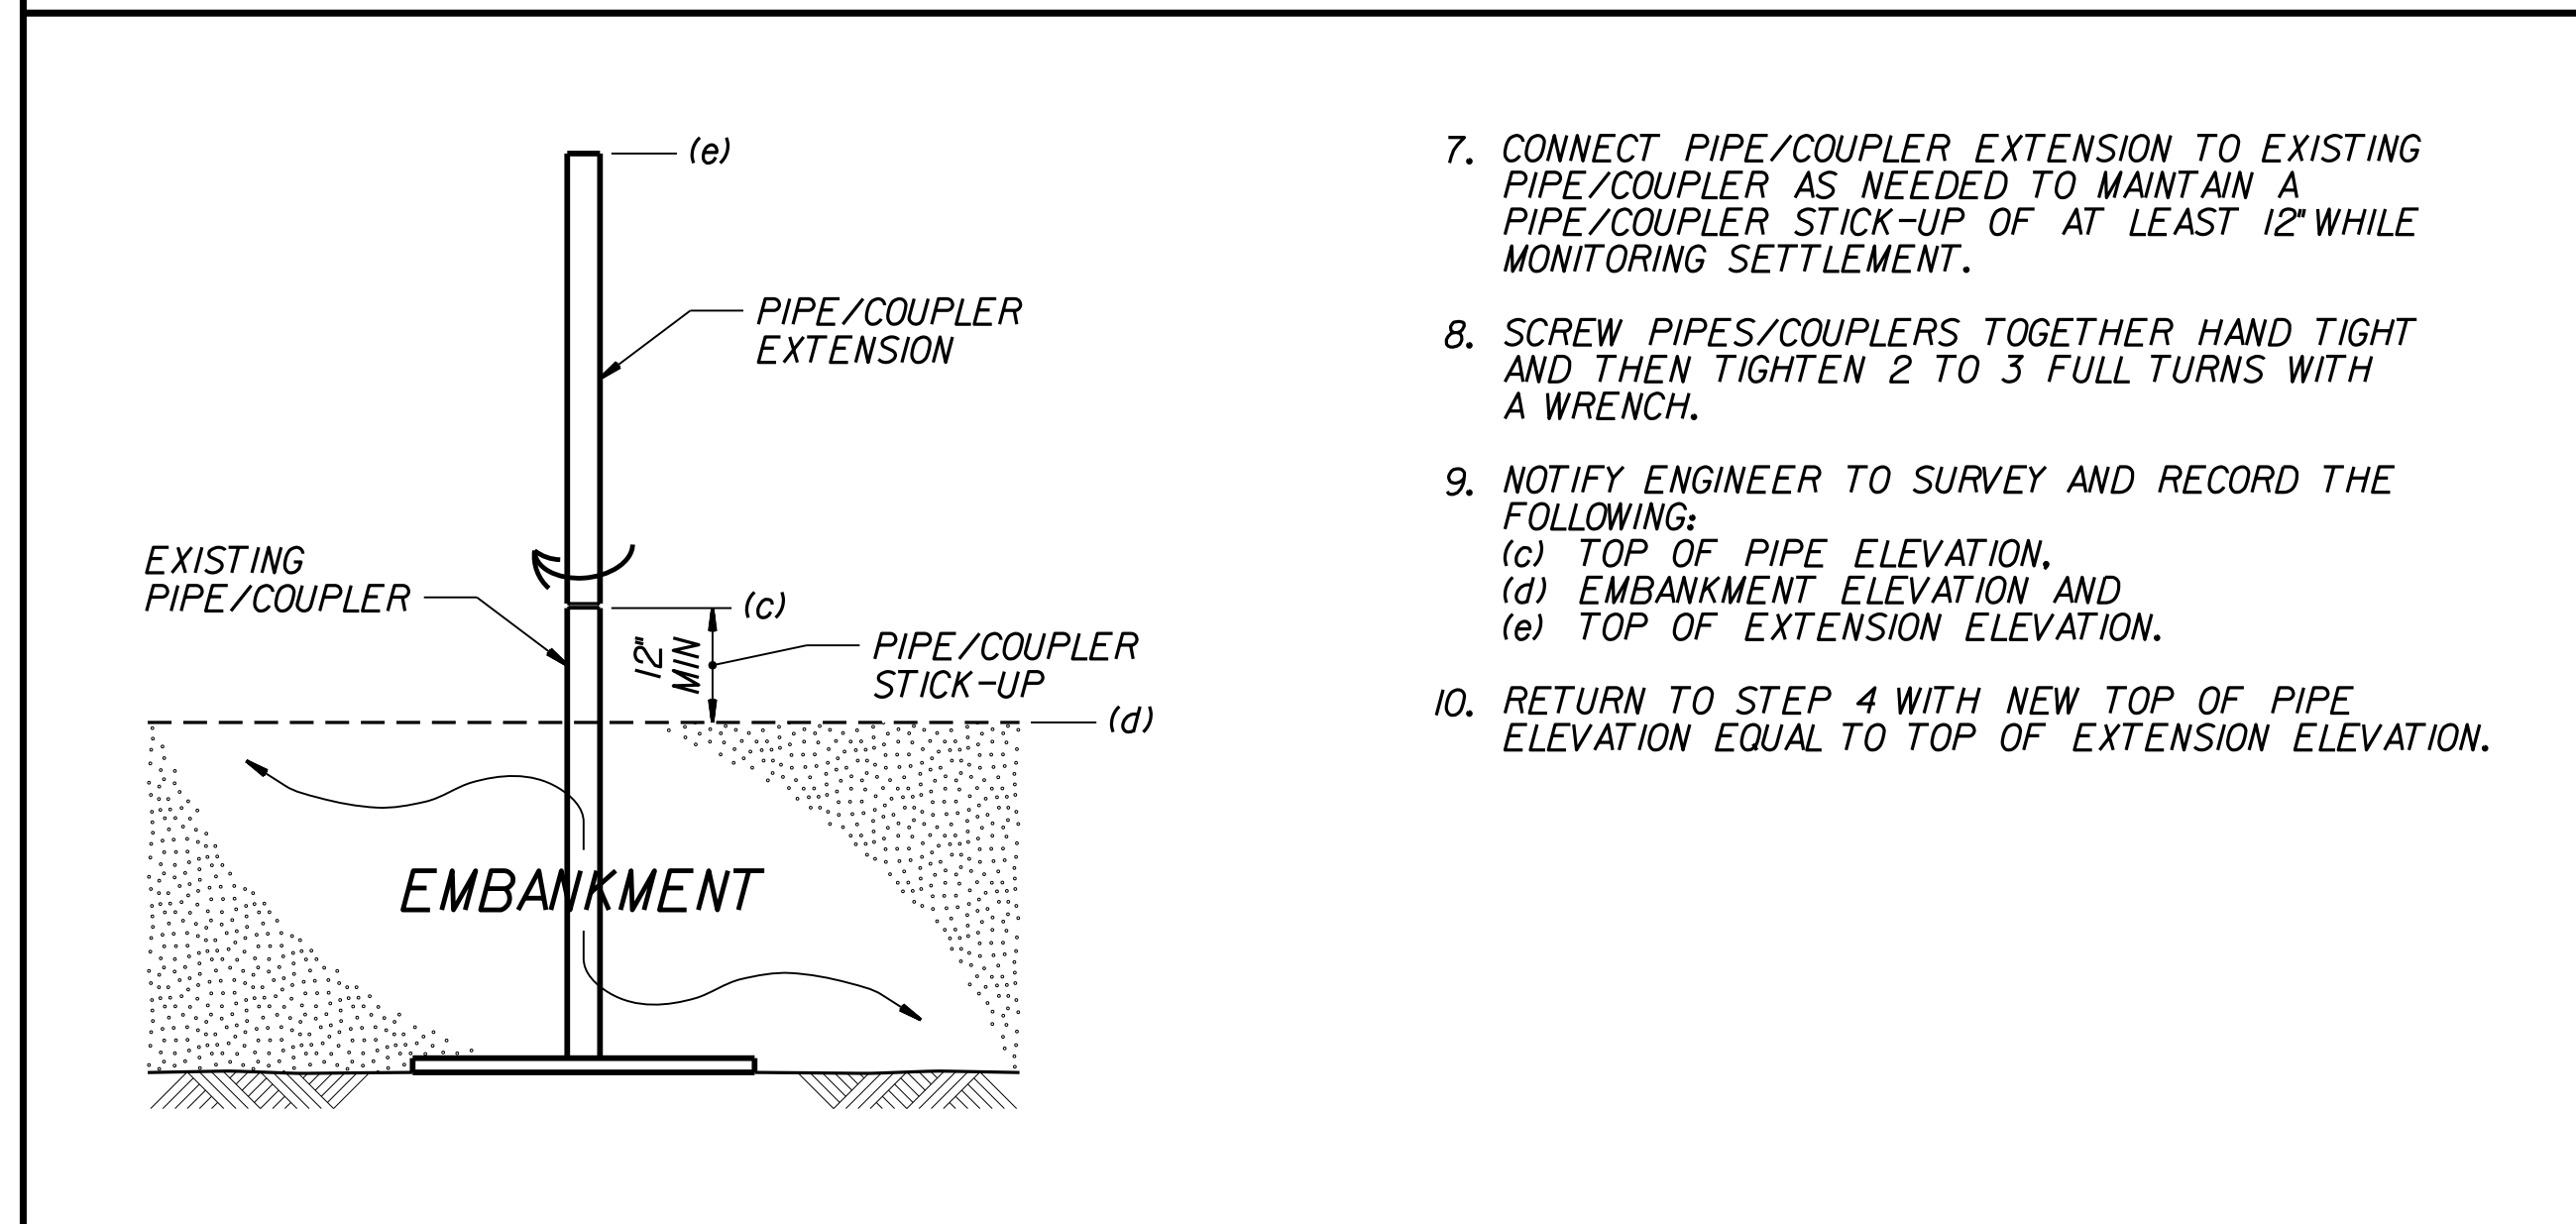 (e)
PIPE/COUPLER
EXTENSION
EXISTING
PIPE/COUPLER
(c)
12"
MIN
PIPE/COUPLER
STICK-UP
(d)
EMBANKMENT
7. CONNECT PIPE/COUPLER EXTENSION TO EXISTING
PIPE/COUPLER AS NEEDED TO MAINTAIN A
PIPE/COUPLER STICK-UP OF AT LEAST 12" WHILE
MONITORING SETTLEMENT.
8. SCREW PIPES/COUPLERS TOGETHER HAND TIGHT
AND THEN TIGHTEN 2 TO 3 FULL TURNS WITH
A WRENCH.
9. NOTIFY ENGINEER TO SURVEY AND RECORD THE
FOLLOWING:
(c) TOP OF PIPE ELEVATION,
(d) EMBANKMENT ELEVATION AND
(e) TOP OF EXTENSION ELEVATION.
10. RETURN TO STEP 4 WITH NEW TOP OF PIPE
ELEVATION EQUAL TO TOP OF EXTENSION ELEVATION.